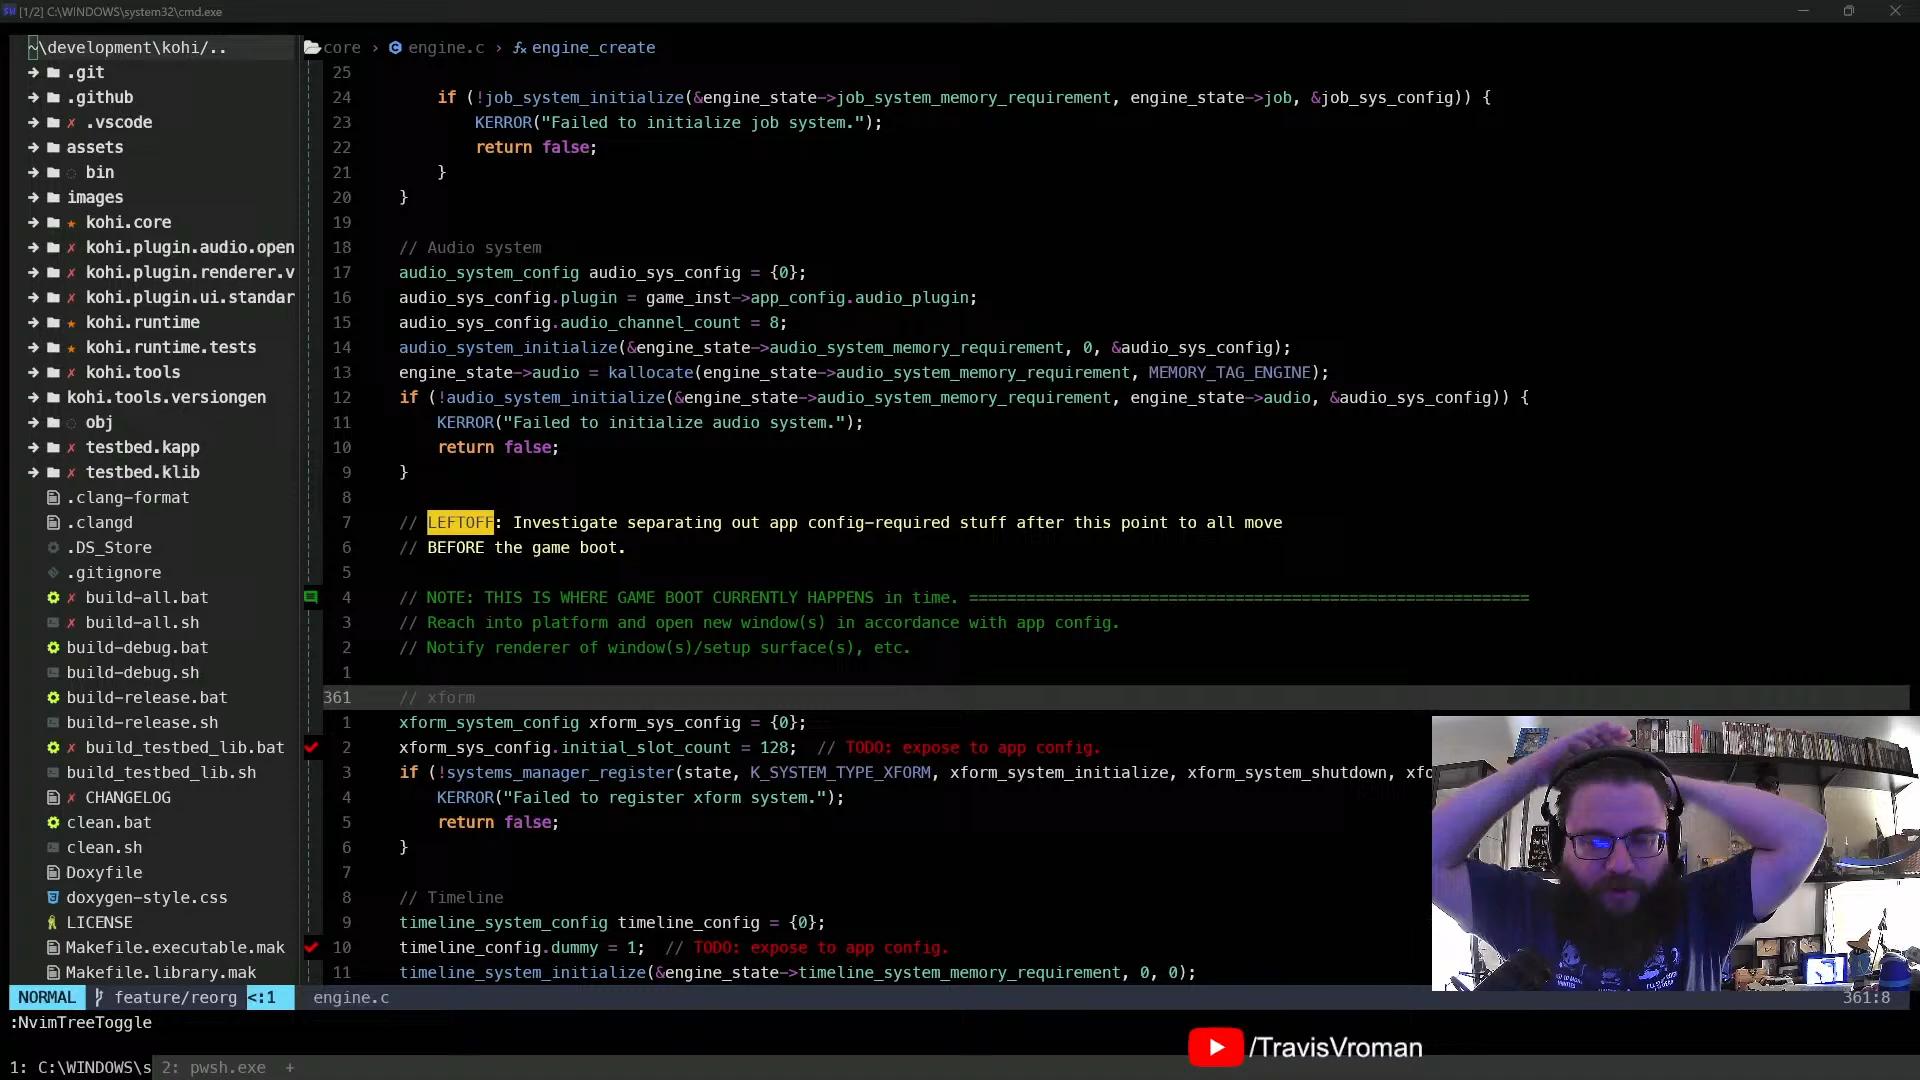 [1/2] C:\WINDOWS\system32\cmd.exe
~\development\kohi/..
.git
.github
✗ .vscode
assets
bin
images
★ kohi.core
✗ kohi.plugin.audio.open
✗ kohi.plugin.renderer.v
✗ kohi.plugin.ui.standar
★ kohi.runtime
★ kohi.runtime.tests
✗ kohi.tools
kohi.tools.versiongen
obj
✗ testbed.kapp
✗ testbed.klib
.clang-format
.clangd
.DS_Store
.gitignore
✗ build-all.bat
✗ build-all.sh
build-debug.bat
build-debug.sh
build-release.bat
build-release.sh
✗ build_testbed_lib.bat
build_testbed_lib.sh
✗ CHANGELOG
clean.bat
clean.sh
Doxyfile
doxygen-style.css
LICENSE
Makefile.executable.mak
Makefile.library.mak
core › engine.c › engine_create
25
24 if (!job_system_initialize(&engine_state->job_system_memory_requirement, engine_state->job, &job_sys_config)) {
23 KERROR("Failed to initialize job system.");
22 return false;
21 }
20 }
19
18 // Audio system
17 audio_system_config audio_sys_config = {0};
16 audio_sys_config.plugin = game_inst->app_config.audio_plugin;
15 audio_sys_config.audio_channel_count = 8;
14 audio_system_initialize(&engine_state->audio_system_memory_requirement, 0, &audio_sys_config);
13 engine_state->audio = kallocate(engine_state->audio_system_memory_requirement, MEMORY_TAG_ENGINE);
12 if (!audio_system_initialize(&engine_state->audio_system_memory_requirement, engine_state->audio, &audio_sys_config)) {
11 KERROR("Failed to initialize audio system.");
10 return false;
9 }
8
7 // LEFTOFF: Investigate separating out app config-required stuff after this point to all move
6 // BEFORE the game boot.
5
4 // NOTE: THIS IS WHERE GAME BOOT CURRENTLY HAPPENS in time. ===========================================================
3 // Reach into platform and open new window(s) in accordance with app config.
2 // Notify renderer of window(s)/setup surface(s), etc.
1
361 // xform
1 xform_system_config xform_sys_config = {0};
2 xform_sys_config.initial_slot_count = 128; // TODO: expose to app config.
3 if (!systems_manager_register(state, K_SYSTEM_TYPE_XFORM, xform_system_initialize, xform_system_shutdown, xfo
4 KERROR("Failed to register xform system.");
5 return false;
6 }
7
8 // Timeline
9 timeline_system_config timeline_config = {0};
10 timeline_config.dummy = 1; // TODO: expose to app config.
11 timeline_system_initialize(&engine_state->timeline_system_memory_requirement, 0, 0);
NORMAL feature/reorg <:1 engine.c 361:8
:NvimTreeToggle
/TravisVroman
1: C:\WINDOWS\s 2: pwsh.exe +